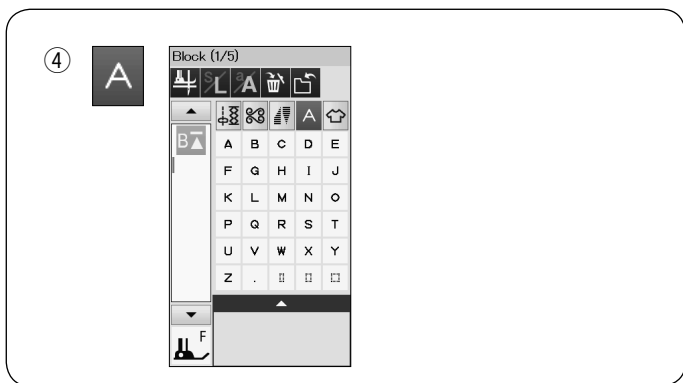 ④
A
Block (1/5)
S L a A
A
B
A B C D E
F G H I J
K L M N O
P Q R S T
U V W X Y
Z .
F